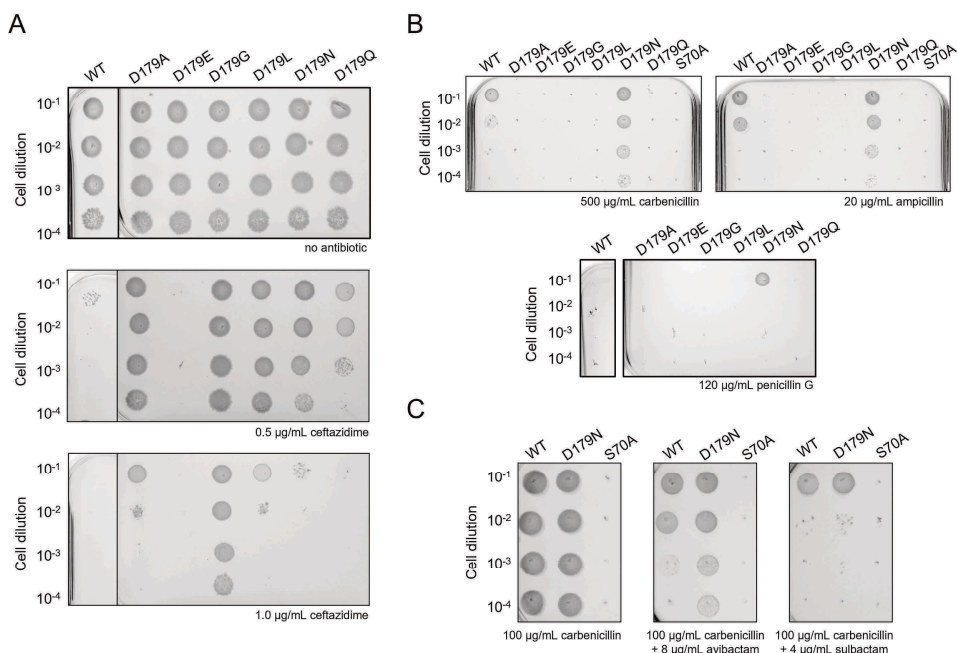 A
WT D179A D179E D179G D179L D179N D179Q
Cell dilution
10-1
10-2
10 3
10-4
no antibiotic
Cell dilution
10-1
10-2
10-3
10-4
0.5 µg/mL ceftazidime
Cell dilution
10-1
10-2
10-3
10-4
1.0 µg/mL ceftazidime
B
WT D179A D179E D179G D179L D179N D179Q S70A
Cell dilution
10-1
10-2
10-3
10-4
500 µg/mL carbenicillin
WT D179A D179E D179G D179L D179N D179Q S70A
20 µg/mL ampicillin
WT D179A D179E D179G D179L D179N D179Q
Cell dilution
10-1
10-2
10-3
10-4
120 µg/mL penicillin G
C
WT D179N S70A
Cell dilution
10-1
10-2
10-3
10-4
100 µg/mL carbenicillin
WT D179N S70A
100 µg/mL carbenicillin
+ 8 µg/mL avibactam
WT D179N S70A
100 µg/mL carbenicillin
+ 4 µg/mL sulbactam